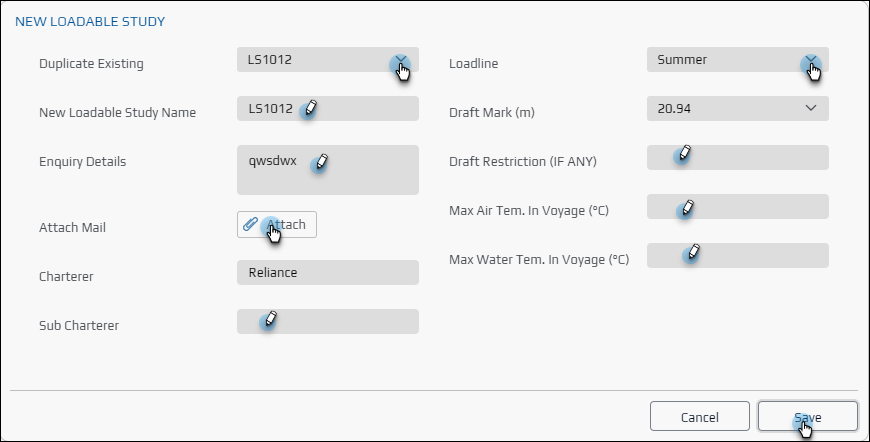 NEW LOADABLE STUDY
Duplicate Existing
LS1012
New Loadable Study Name
LS1012
Enquiry Details
qwsdwx
Attach Mail
Attach
Charterer
Reliance
Sub Charterer
Loadline
Summer
Draft Mark (m)
20.94
Draft Restriction (IF ANY)
Max Air Tem. In Voyage (°C)
Max Water Tem. In Voyage (°C)
Cancel
Save